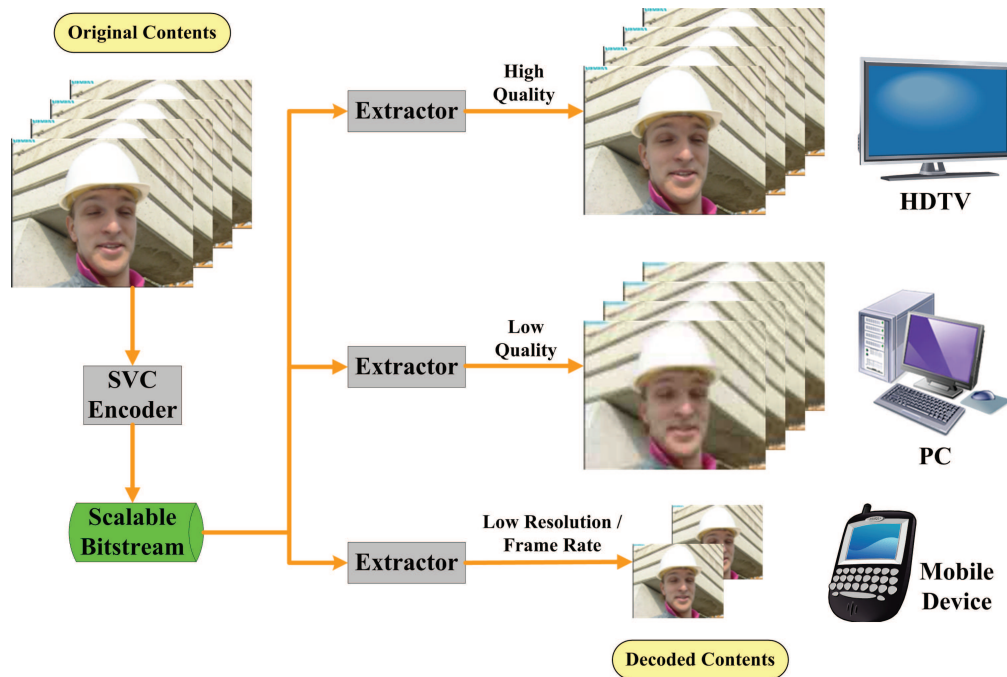 Original Contents
High
Quality
Extractor
HDTV
Low
Quality
Extractor
SVC
Encoder
PC
Scalable
Bitstream
Low Resolution /
Frame Rate
Extractor
Mobile
Device
Decoded Contents